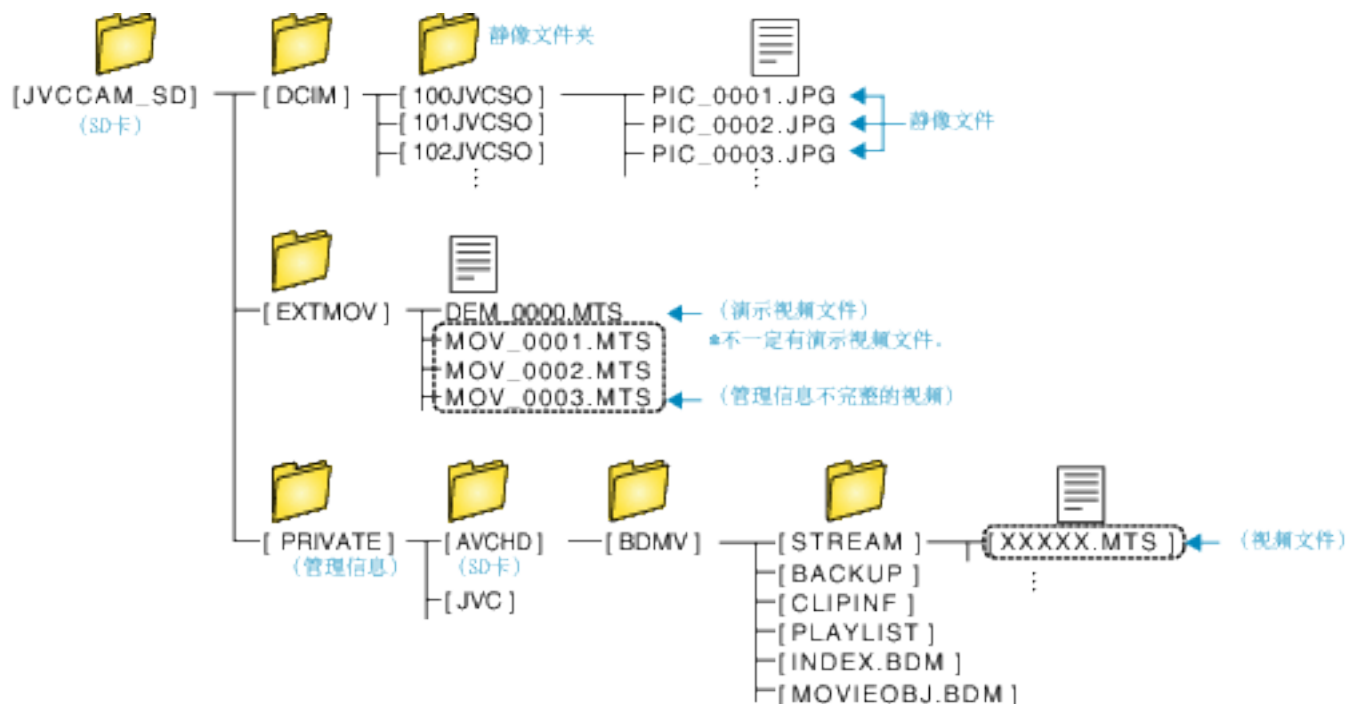 静像文件夹
[JVCCAM_SD] [DCIM] [100JVCSO] PIC_0001.JPG
(SD卡) [101JVCSO] PIC_0002.JPG 静像文件
[102JVCSO] PIC_0003.JPG
[EXTMOV] DEM_0000.MTS (演示视频文件)
MOV_0001.MTS *不一定有演示视频文件.
MOV_0002.MTS
MOV_0003.MTS (管理信息不完整的视频)
[PRIVATE] [AVCHD] [BDMV] [STREAM] [XXXXX.MTS] (视频文件)
(管理信息) (SD卡) [BACKUP]
[JVC] [CLIPINF]
[PLAYLIST]
[INDEX.BDM]
[MOVIEOBJ.BDM]